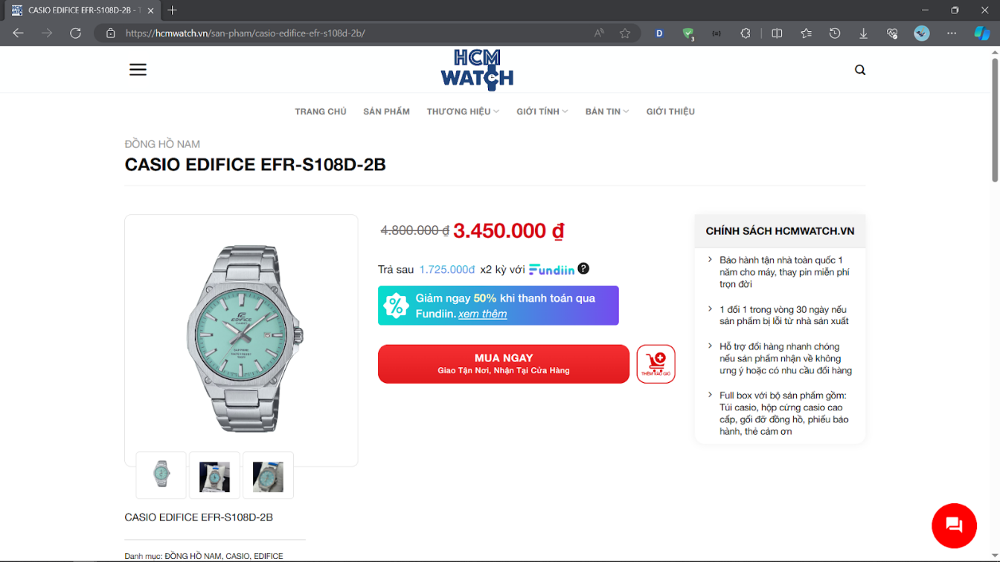 CASIO EDIFICE EFR-S108D-2B - T
https://hcmwatch.vn/san-pham/casio-edifice-efr-s108d-2b/
3
HCM
WATCH
TRANG CHỦ SẢN PHẨM THƯƠNG HIỆU GIỚI TÍNH BẢN TIN GIỚI THIỆU
ĐỒNG HỒ NAM
CASIO EDIFICE EFR-S108D-2B
EDIFICE
CASIO
SAPPHIRE
4.800.000 ₫ 3.450.000 ₫
Trả sau 1.725.000đ x2 kỳ với Fundiin ?
% Giảm ngay 50% khi thanh toán qua
Fundiin. xem thêm
MUA NGAY
Giao Tận Nơi, Nhận Tại Cửa Hàng
THÊM VÀO GIỎ
CHÍNH SÁCH HCMWATCH.VN
Bảo hành tận nhà toàn quốc 1
năm cho máy, thay pin miễn phí
trọn đời
1 đổi 1 trong vòng 30 ngày nếu
sản phẩm bị lỗi từ nhà sản xuất
Hỗ trợ đổi hàng nhanh chóng
nếu sản phẩm nhận về không
ưng ý hoặc có nhu cầu đổi hàng
Full box với bộ sản phẩm gồm:
Túi casio, hộp cứng casio cao
cấp, gối đỡ đồng hồ, phiếu bảo
hành, thẻ cảm ơn
CASIO EDIFICE EFR-S108D-2B
Danh mục: ĐỒNG HỒ NAM, CASIO, EDIFICE